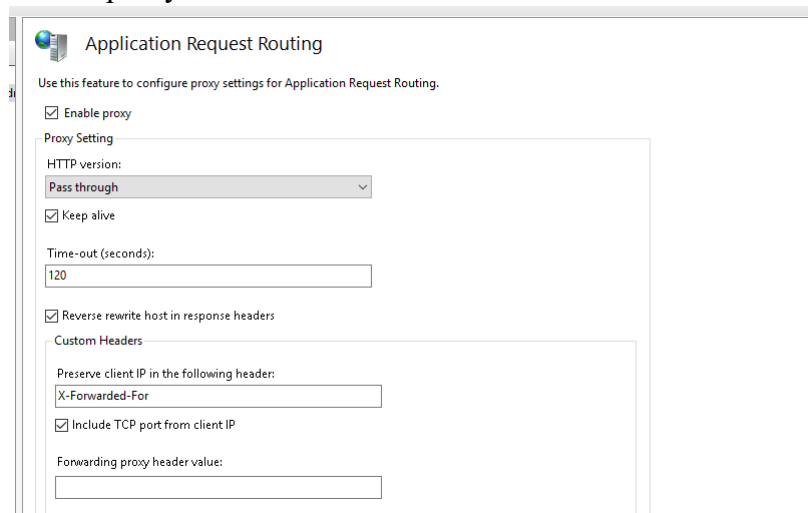 Application Request Routing
Use this feature to configure proxy settings for Application Request Routing.
Enable proxy
Proxy Setting
HTTP version:
Pass through
Keep alive
Time-out (seconds):
120
Reverse rewrite host in response headers
Custom Headers
Preserve client IP in the following header:
X-Forwarded-For
Include TCP port from client IP
Forwarding proxy header value: